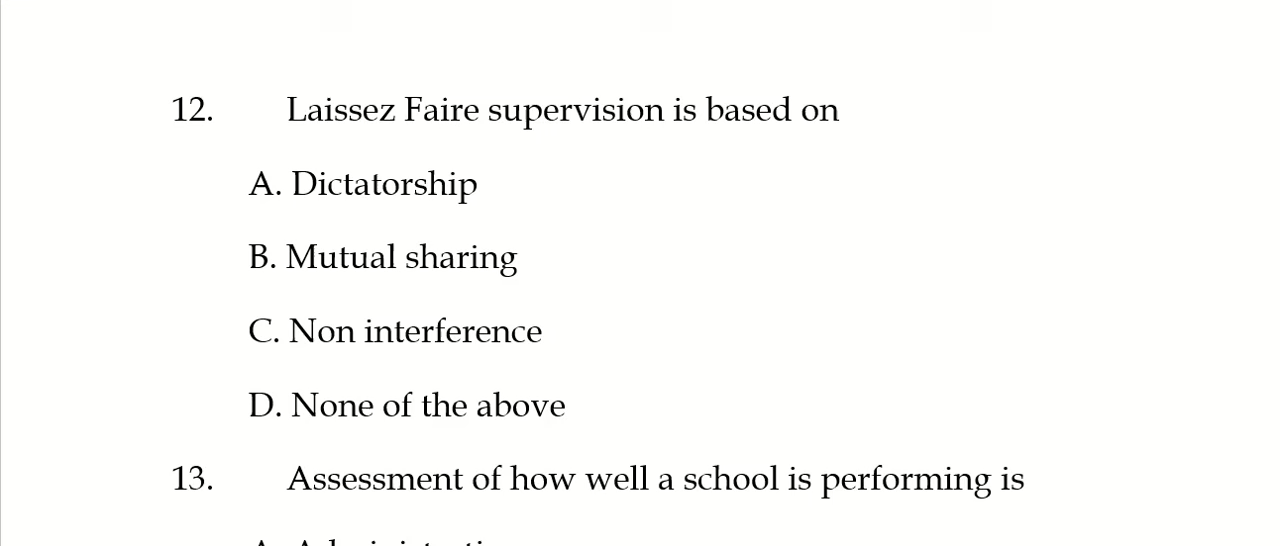 12. Laissez Faire supervision is based on
A. Dictatorship
B. Mutual sharing
C. Non interference
D. None of the above
13. Assessment of how well a school is performing is